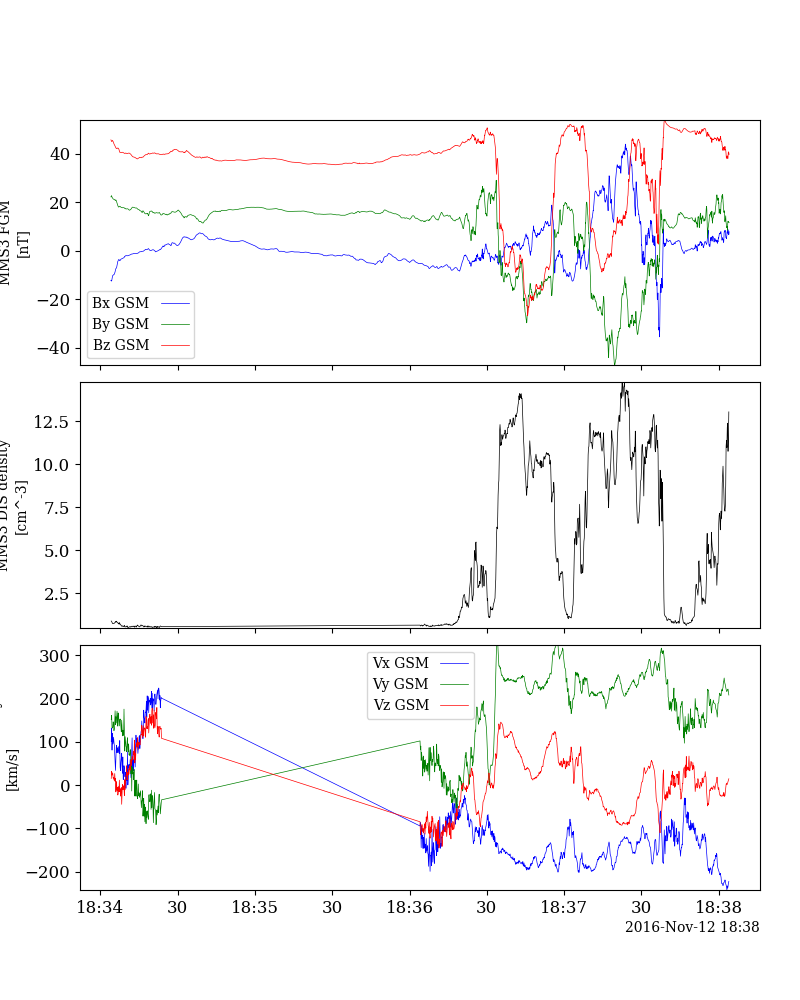 40
20
0
−20
−40
MMS3 FGM
[nT]
Bx GSM
By GSM
Bz GSM
12.5
10.0
7.5
5.0
2.5
MMS3 DIS density
[cm^-3]
300
200
100
0
−100
−200
[km/s]
Vx GSM
Vy GSM
Vz GSM
18:34 30 18:35 30 18:36 30 18:37 30 18:38
2016-Nov-12 18:38